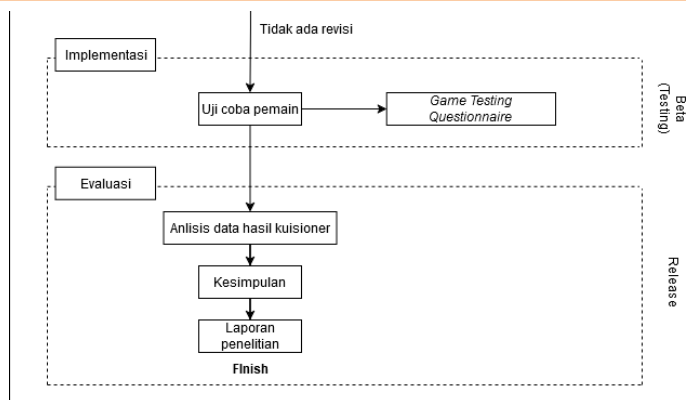 Tidak ada revisi
Implementasi
Uji coba pemain
Game Testing
Questionnaire
Beta
(Testing)
Evaluasi
Anlisis data hasil kuisioner
Kesimpulan
Laporan
penelitian
FInish
Release